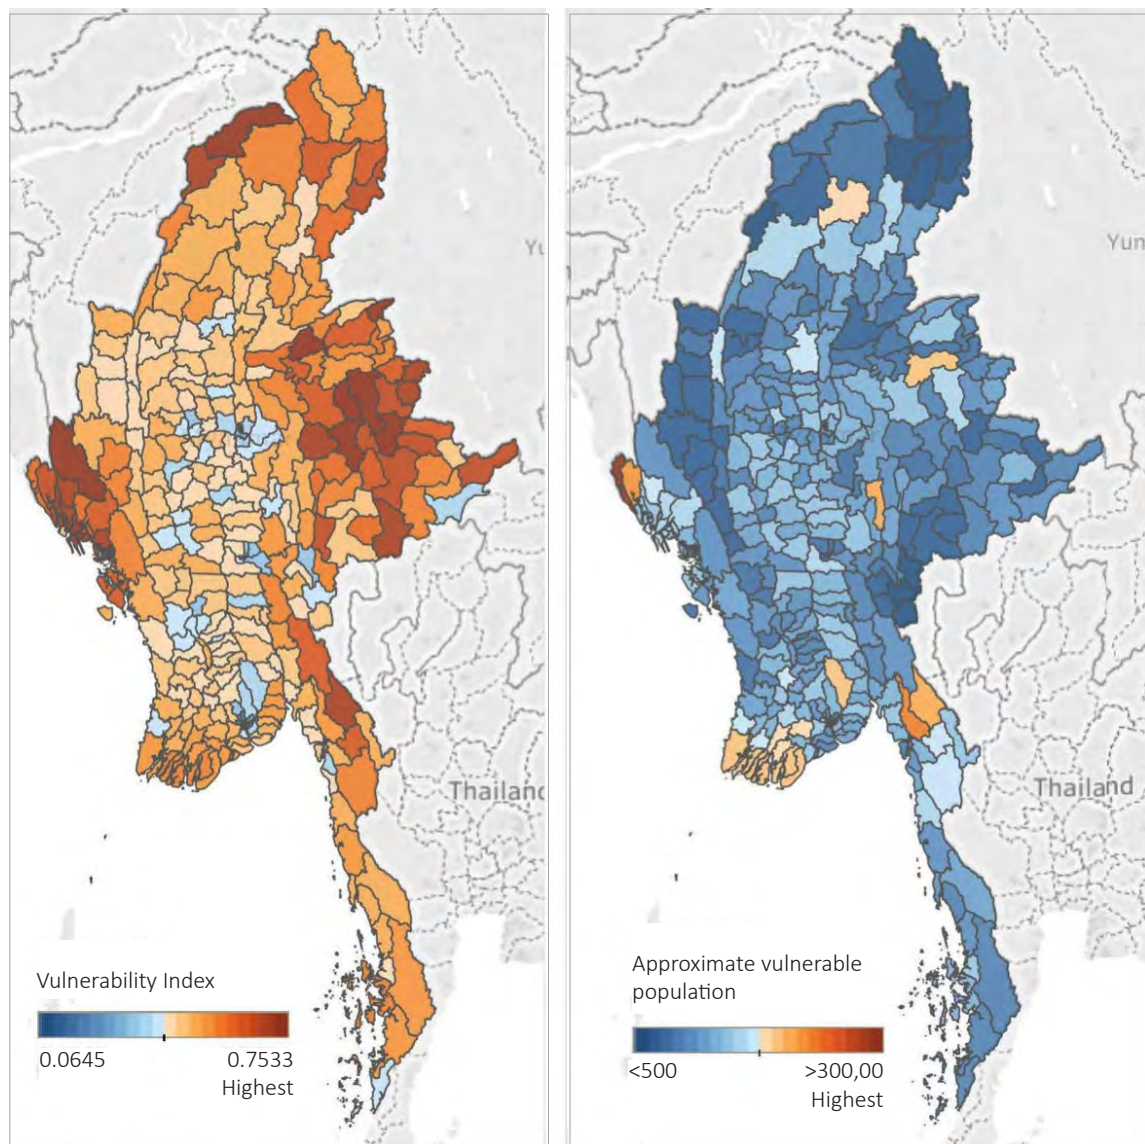 Yu
Thailand
Vulnerability Index
0.0645
0.7533
Highest
Yun
Thailand
Approximate vulnerable
population
<500
>300,00
Highest